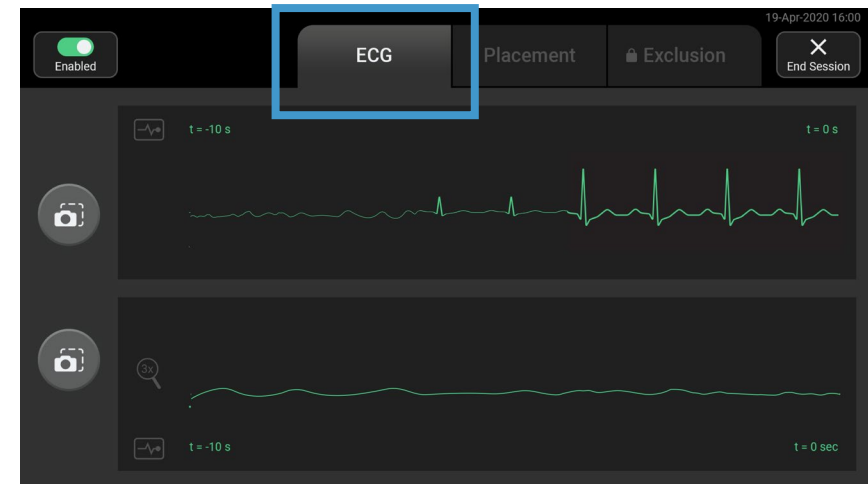 19-Apr-2020 16:00
Enabled
ECG
Placement
Exclusion
End Session
t = -10 s
t = 0 s
3x
t = -10 s
t = 0 sec